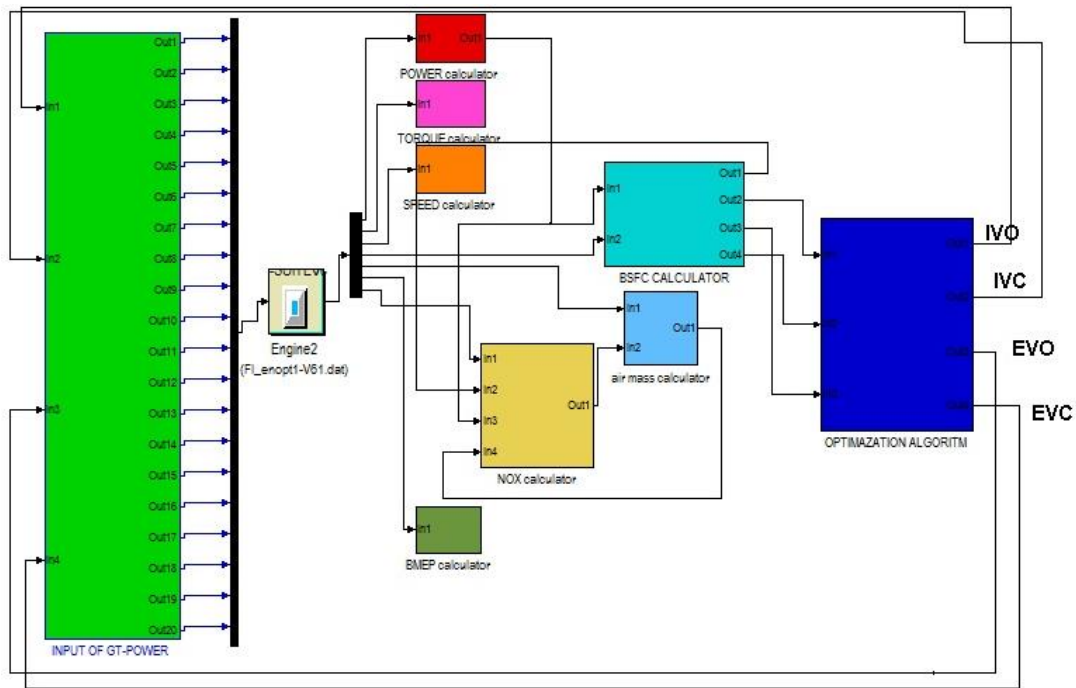 In1
In2
In3
In4
Out1
Out2
Out3
Out4
Out5
Out6
Out7
Out8
Out9
Out10
Out11
Out12
Out13
Out14
Out15
Out16
Out17
Out18
Out19
Out20
INPUT OF GT-POWER
Engine2
(FI_enopt1-V61.dat)
In1
Out1
POWER calculator
In1
TORQUE calculator
In1
SPEED calculator
In1
In2
Out1
Out2
Out3
Out4
BSFC CALCULATOR
In1
In2
Out1
air mass calculator
In1
In2
In3
In4
Out1
NOX calculator
In1
BMEP calculator
OPTIMAZATION ALGORITM
IVO
IVC
EVO
EVC